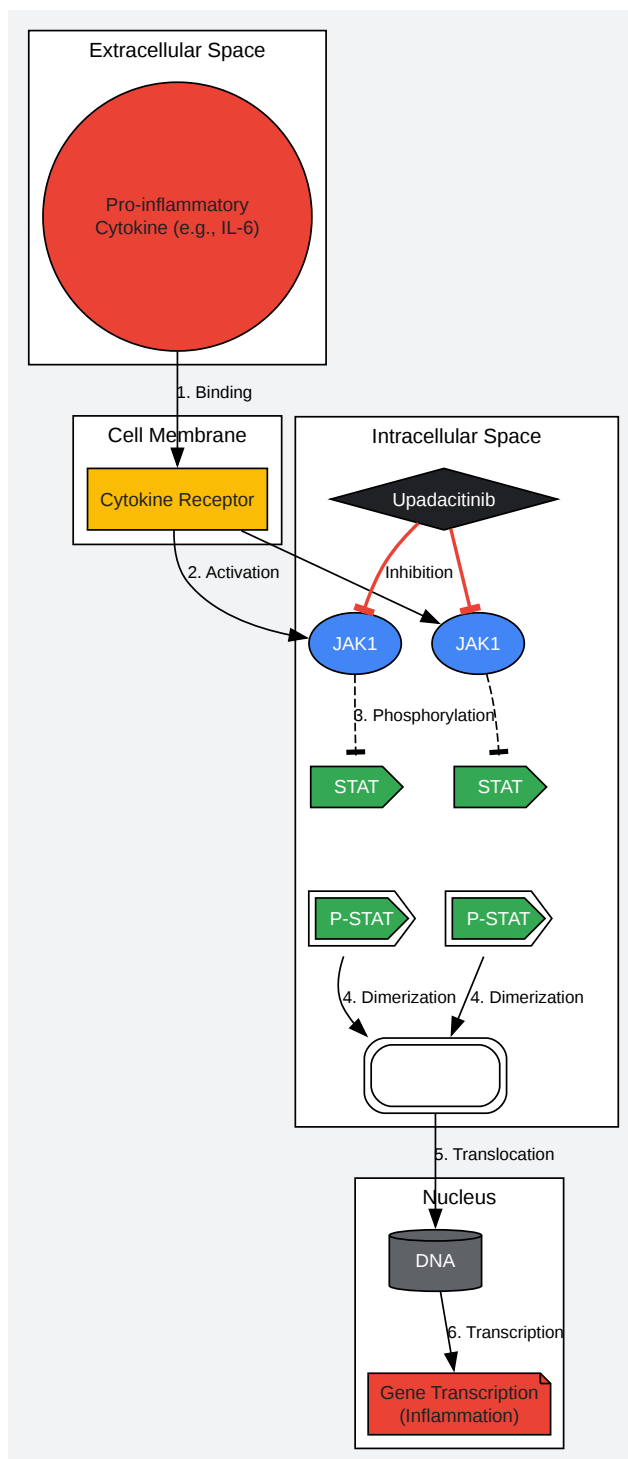 Extracellular Space
Pro-inflammatory
Cytokine (e.g., IL-6)
1. Binding
Cell Membrane
Cytokine Receptor
Intracellular Space
Upadacitinib
2. Activation
Inhibition
JAK1
JAK1
3. Phosphorylation
STAT
STAT
P-STAT
P-STAT
4. Dimerization
4. Dimerization
5. Translocation
Nucleus
DNA
6. Transcription
Gene Transcription
(Inflammation)